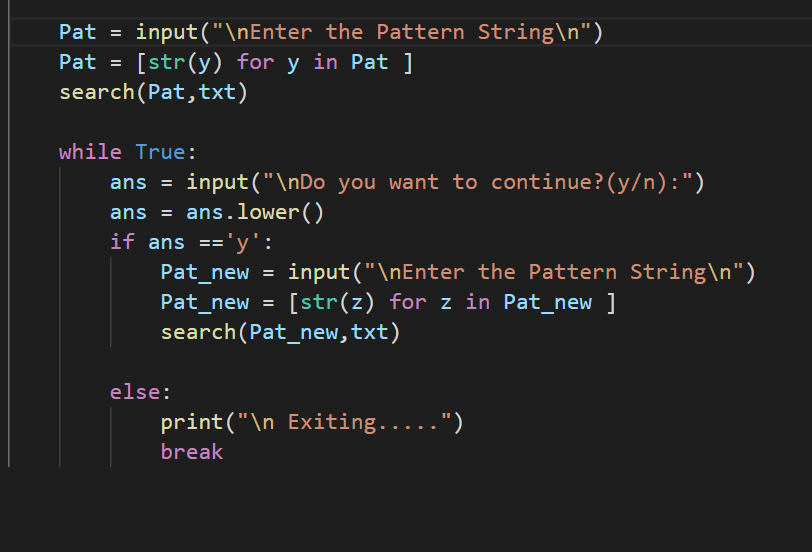 Pat = input("\nEnter the Pattern String\n")
Pat = [str(y) for y in Pat ]
search(Pat,txt)
while True:
ans = input("\nDo you want to continue?(y/n):")
ans = ans.lower()
if ans =='y':
Pat_new = input("\nEnter the Pattern String\n")
Pat_new = [str(z) for z in Pat_new ]
search(Pat_new,txt)
else:
print("\n Exiting.....")
break